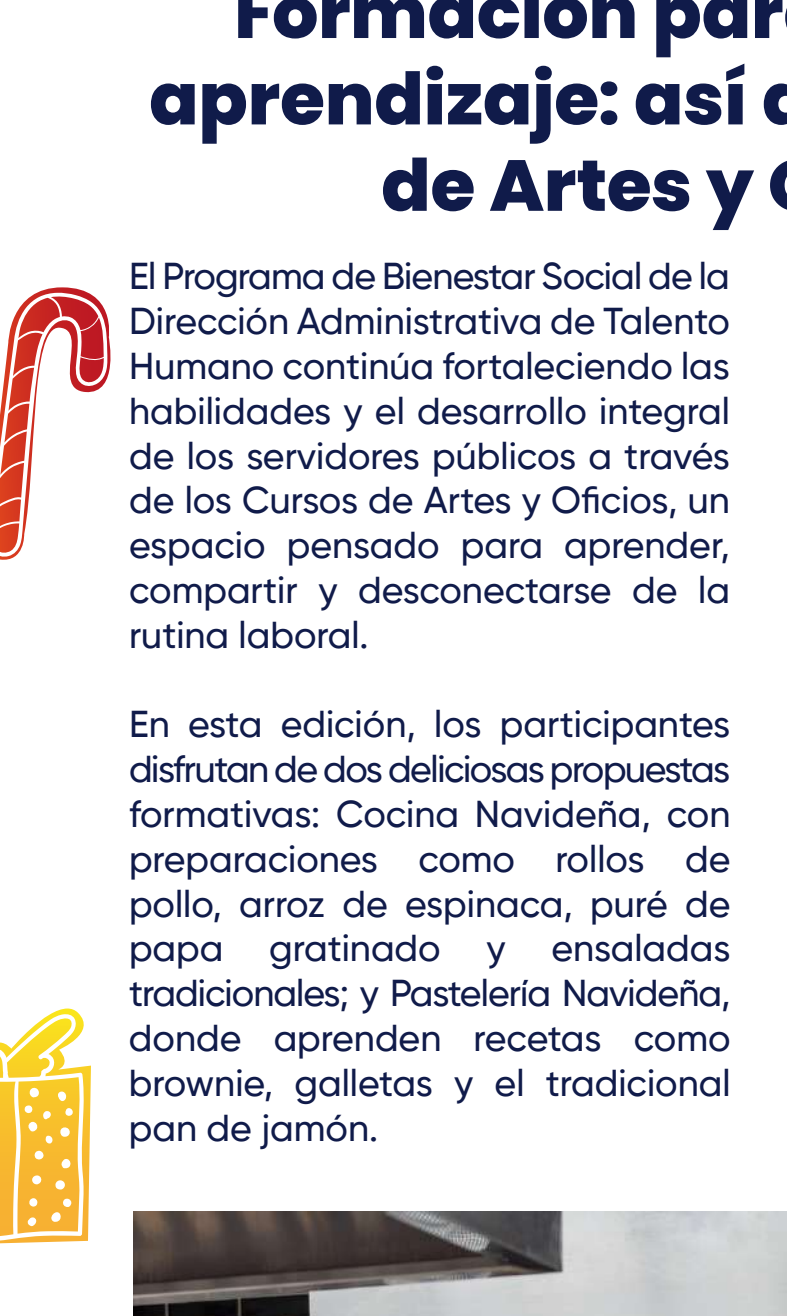 Formación para
aprendizaje: así
de Artes y
El Programa de Bienestar Social de la
Dirección Administrativa de Talento
Humano continúa fortaleciendo las
habilidades y el desarrollo integral
de los servidores públicos a través
de los Cursos de Artes y Oficios, un
espacio pensado para aprender,
compartir y desconectarse de la
rutina laboral.
En esta edición, los participantes
disfrutan de dos deliciosas propuestas
formativas: Cocina Navideña, con
preparaciones como rollos de
pollo, arroz de espinaca, puré de
papa gratinado y ensaladas
tradicionales; y Pastelería Navideña,
donde aprenden recetas como
brownie, galletas y el tradicional
pan de jamón.